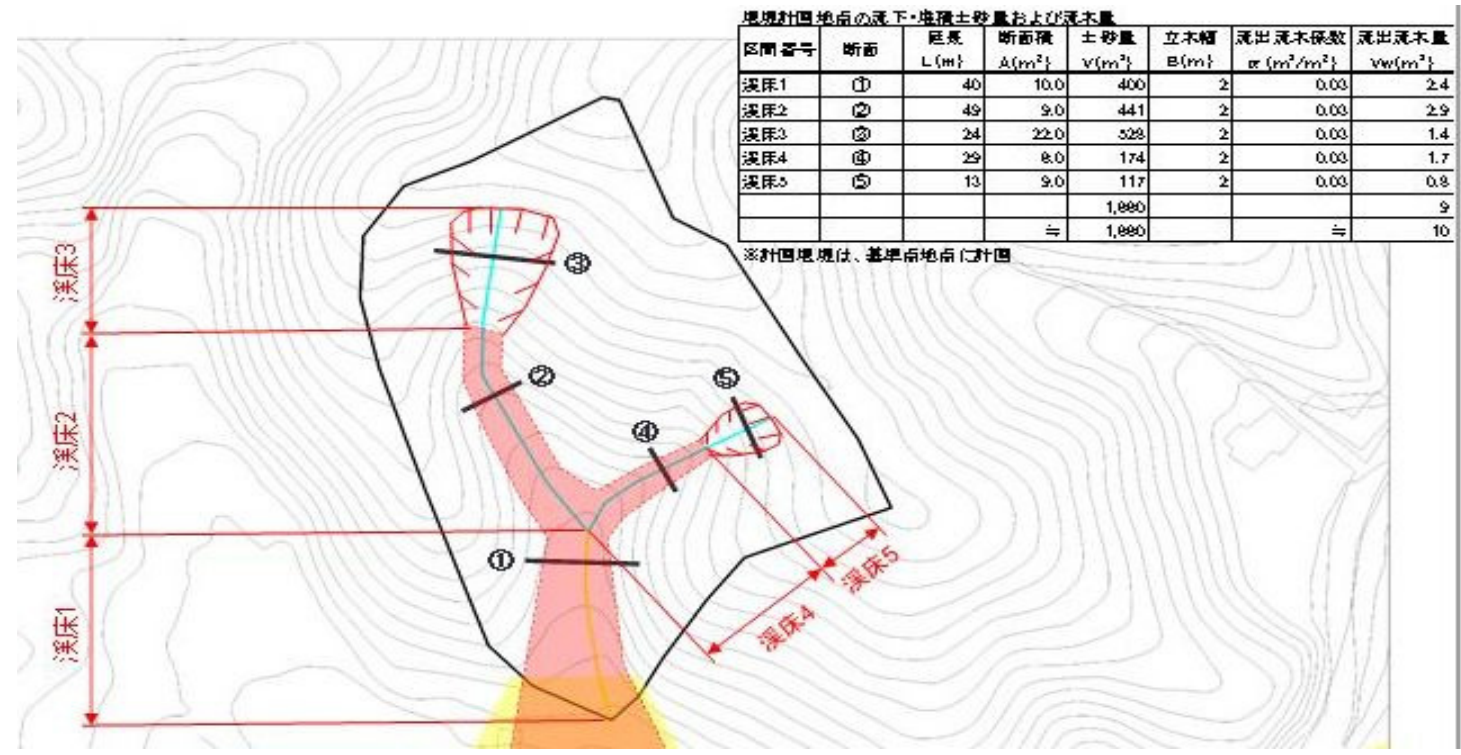 堰堤計画地点の流下・堆積土砂量および流木量
区間番号 断面 延長 断面積 土砂量 立木幅 流出流木係数 流出流木量
L(m) A(m²) V(m³) B(m) α(m³/m²) Vw(m³)
渓床1 ① 40 10.0 400 2 0.03 2.4
渓床2 ② 49 9.0 441 2 0.03 2.9
渓床3 ③ 24 22.0 528 2 0.03 1.4
渓床4 ④ 29 6.0 174 2 0.03 1.7
渓床5 ⑤ 13 9.0 117 2 0.03 0.8
1,660 9
≒ 1,660 ≒ 10
※計画堰堤は、基準点地点に計画
渓床3
③
渓床2
②
⑤
④
①
渓床5
渓床4
渓床1